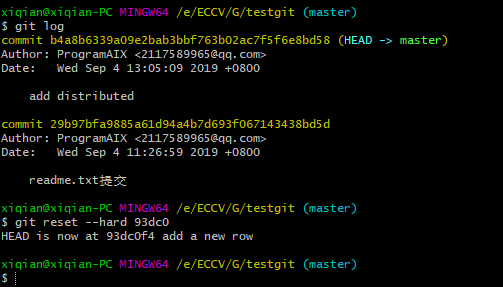 xiqian@xiqian-PC MINGW64 /e/ECCV/G/testgit (master)
$ git log
commit b4a8b6339a09e2bab3bbf763b02ac7f5f6e8bd58 (HEAD -> master)
Author: ProgramAIX <2117589965@qq.com>
Date:   Wed Sep 4 13:05:09 2019 +0800
    add distributed
commit 29b97bfa9885a61d94a4b7d693f067143438bd5d
Author: ProgramAIX <2117589965@qq.com>
Date:   Wed Sep 4 11:26:59 2019 +0800
    readme.txt提交
xiqian@xiqian-PC MINGW64 /e/ECCV/G/testgit (master)
$ git reset --hard 93dc0
HEAD is now at 93dc0f4 add a new row
xiqian@xiqian-PC MINGW64 /e/ECCV/G/testgit (master)
$